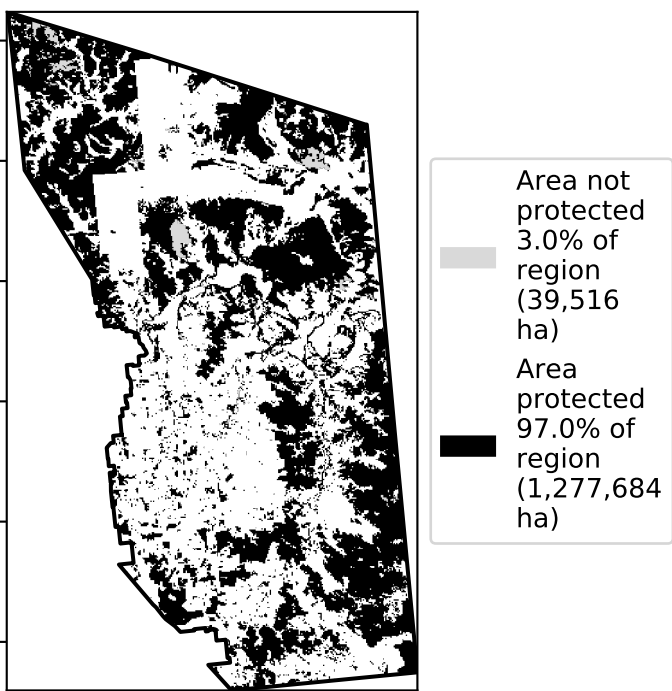 Area not
protected
3.0% of
region
(39,516
ha)
Area
protected
97.0% of
region
(1,277,684
ha)